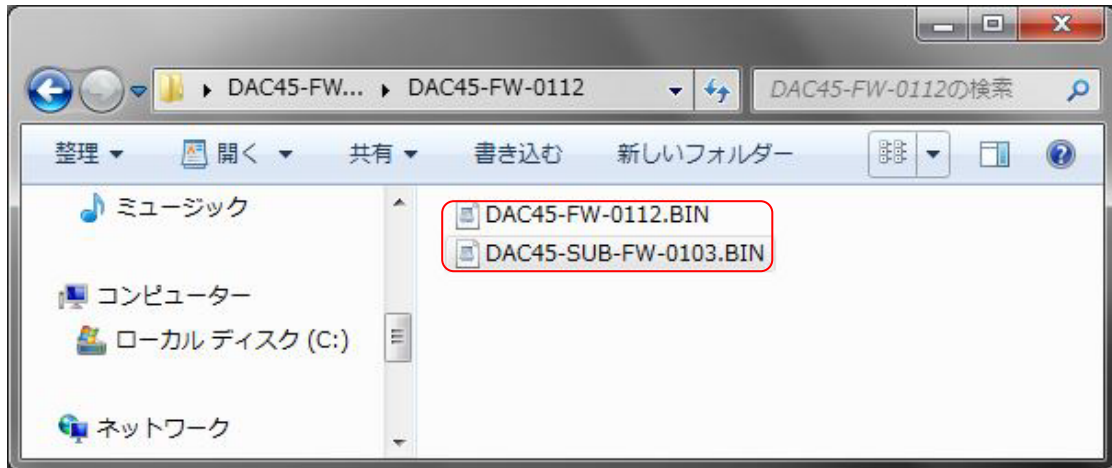 DAC45-FW... DAC45-FW-0112 DAC45-FW-0112の検索
整理 開く 共有 書き込む 新しいフォルダー
ミュージック
DAC45-FW-0112.BIN
DAC45-SUB-FW-0103.BIN
コンピューター
ローカル ディスク (C:)
ネットワーク